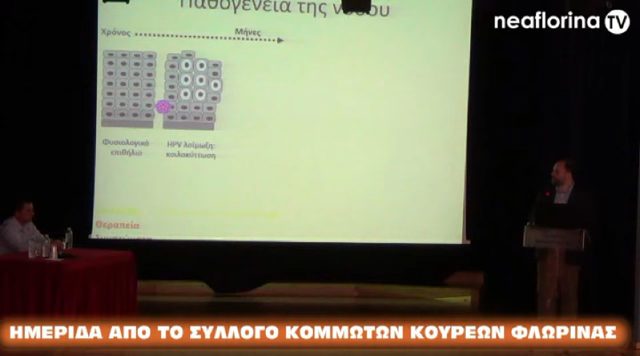 Παθογένεια της νόσου
neaflorina TV
Χρόνος Μήνες
Φυσιολογικό
επιθήλιο
HPV λοίμωξη:
κοιλοκύττωση
Θεραπεία
ΗΜΕΡΙΔΑ ΑΠΟ ΤΟ ΣΥΛΛΟΓΟ ΚΟΜΜΩΤΩΝ ΚΟΥΡΕΩΝ ΦΛΩΡΙΝΑΣ